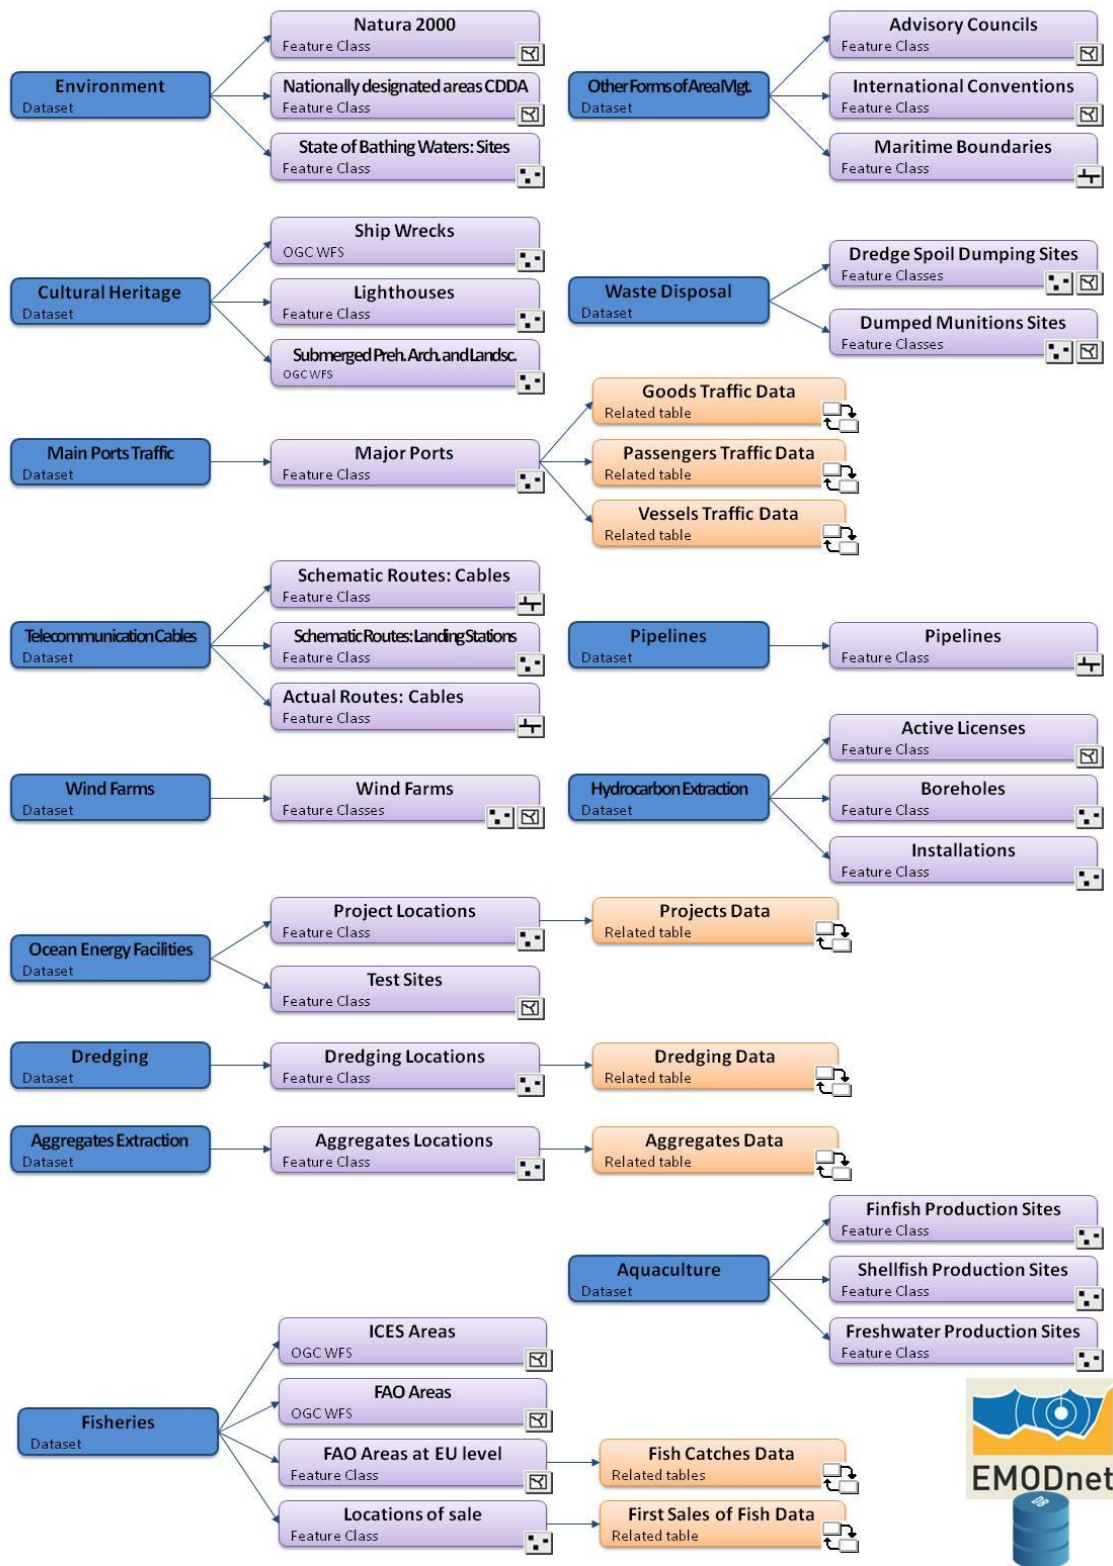 Environment
Dataset
Natura 2000
Feature Class
Nationally designated areas CDDA
Feature Class
State of Bathing Waters: Sites
Feature Class
Other Forms of Area Mgt.
Dataset
Advisory Councils
Feature Class
International Conventions
Feature Class
Maritime Boundaries
Feature Class
Cultural Heritage
Dataset
Ship Wrecks
OGC WFS
Lighthouses
Feature Class
Submerged Preh. Arch. and Landsc.
OGC WFS
Waste Disposal
Dataset
Dredge Spoil Dumping Sites
Feature Classes
Dumped Munitions Sites
Feature Classes
Main Ports Traffic
Dataset
Major Ports
Feature Class
Goods Traffic Data
Related table
Passengers Traffic Data
Related table
Vessels Traffic Data
Related table
Telecommunication Cables
Dataset
Schematic Routes: Cables
Feature Class
Schematic Routes: Landing Stations
Feature Class
Actual Routes: Cables
Feature Class
Pipelines
Dataset
Pipelines
Feature Class
Wind Farms
Dataset
Wind Farms
Feature Classes
Hydrocarbon Extraction
Dataset
Active Licenses
Feature Class
Boreholes
Feature Class
Installations
Feature Class
Ocean Energy Facilities
Dataset
Project Locations
Feature Class
Projects Data
Related table
Test Sites
Feature Class
Dredging
Dataset
Dredging Locations
Feature Class
Dredging Data
Related table
Aggregates Extraction
Dataset
Aggregates Locations
Feature Class
Aggregates Data
Related table
Aquaculture
Dataset
Finfish Production Sites
Feature Class
Shellfish Production Sites
Feature Class
Freshwater Production Sites
Feature Class
Fisheries
Dataset
ICES Areas
OGC WFS
FAO Areas
OGC WFS
FAO Areas at EU level
Feature Class
Fish Catches Data
Related tables
Locations of sale
Feature Class
First Sales of Fish Data
Related table
EMODnet
DB